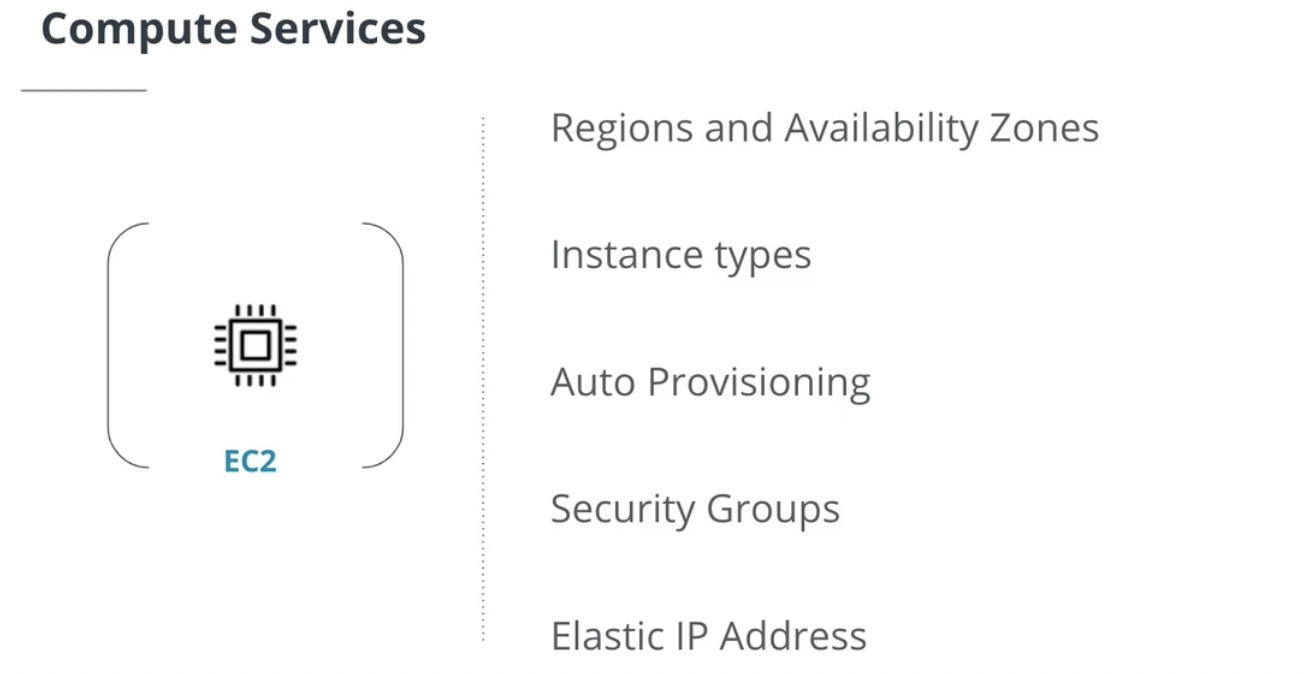 Compute Services
EC2
Regions and Availability Zones
Instance types
Auto Provisioning
Security Groups
Elastic IP Address